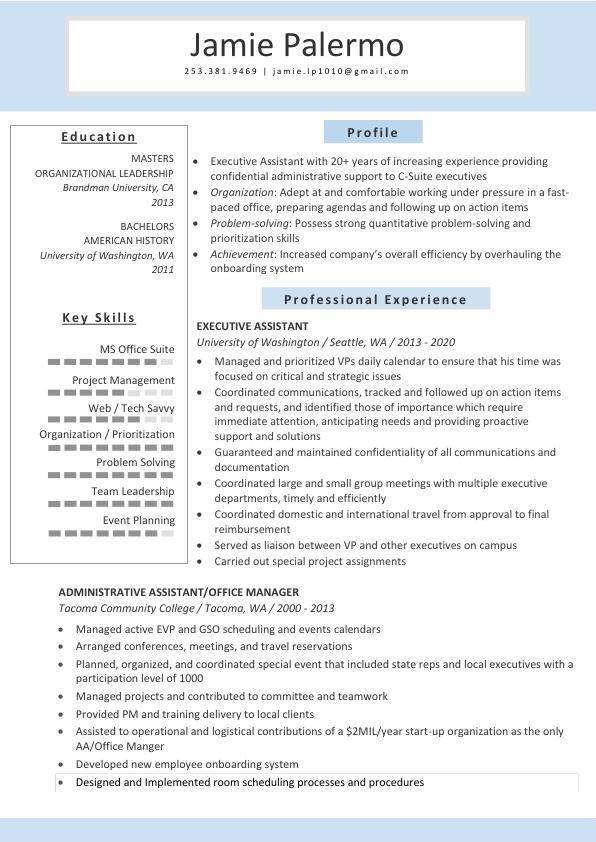 Jamie Palermo
253.381.9469 | jamie.lp1010@gmail.com
Education
MASTERS
ORGANIZATIONAL LEADERSHIP
Brandman University, CA
2013
BACHELORS
AMERICAN HISTORY
University of Washington, WA
2011
Key Skills
MS Office Suite
Project Management
Web / Tech Savvy
Organization / Prioritization
Problem Solving
Team Leadership
Event Planning
Profile
• Executive Assistant with 20+ years of increasing experience providing
confidential administrative support to C-Suite executives
• Organization: Adept at and comfortable working under pressure in a fast-
paced office, preparing agendas and following up on action items
• Problem-solving: Possess strong quantitative problem-solving and
prioritization skills
• Achievement: Increased company's overall efficiency by overhauling the
onboarding system
Professional Experience
EXECUTIVE ASSISTANT
University of Washington / Seattle, WA / 2013 - 2020
• Managed and prioritized VPs daily calendar to ensure that his time was
focused on critical and strategic issues
• Coordinated communications, tracked and followed up on action items
and requests, and identified those of importance which require
immediate attention, anticipating needs and providing proactive
support and solutions
• Guaranteed and maintained confidentiality of all communications and
documentation
• Coordinated large and small group meetings with multiple executive
departments, timely and efficiently
• Coordinated domestic and international travel from approval to final
reimbursement
• Served as liaison between VP and other executives on campus
• Carried out special project assignments
ADMINISTRATIVE ASSISTANT/OFFICE MANAGER
Tacoma Community College / Tacoma, WA / 2000 - 2013
• Managed active EVP and GSO scheduling and events calendars
• Arranged conferences, meetings, and travel reservations
• Planned, organized, and coordinated special event that included state reps and local executives with a
participation level of 1000
• Managed projects and contributed to committee and teamwork
• Provided PM and training delivery to local clients
• Assisted to operational and logistical contributions of a $2MIL/year start-up organization as the only
AA/Office Manger
• Developed new employee onboarding system
• Designed and Implemented room scheduling processes and procedures